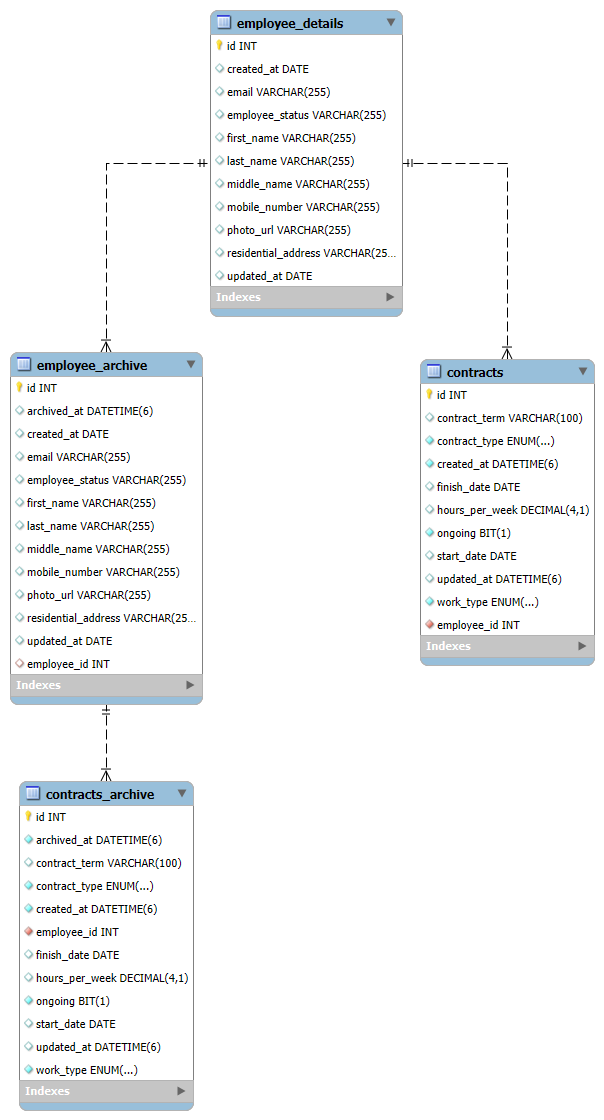 employee_details
id INT
created_at DATE
email VARCHAR(255)
employee_status VARCHAR(255)
first_name VARCHAR(255)
last_name VARCHAR(255)
middle_name VARCHAR(255)
mobile_number VARCHAR(255)
photo_url VARCHAR(255)
residential_address VARCHAR(25...
updated_at DATE
Indexes
employee_archive
id INT
archived_at DATETIME(6)
created_at DATE
email VARCHAR(255)
employee_status VARCHAR(255)
first_name VARCHAR(255)
last_name VARCHAR(255)
middle_name VARCHAR(255)
mobile_number VARCHAR(255)
photo_url VARCHAR(255)
residential_address VARCHAR(25...
updated_at DATE
employee_id INT
Indexes
contracts
id INT
contract_term VARCHAR(100)
contract_type ENUM(...)
created_at DATETIME(6)
finish_date DATE
hours_per_week DECIMAL(4,1)
ongoing BIT(1)
start_date DATE
updated_at DATETIME(6)
work_type ENUM(...)
employee_id INT
Indexes
contracts_archive
id INT
archived_at DATETIME(6)
contract_term VARCHAR(100)
contract_type ENUM(...)
created_at DATETIME(6)
employee_id INT
finish_date DATE
hours_per_week DECIMAL(4,1)
ongoing BIT(1)
start_date DATE
updated_at DATETIME(6)
work_type ENUM(...)
Indexes